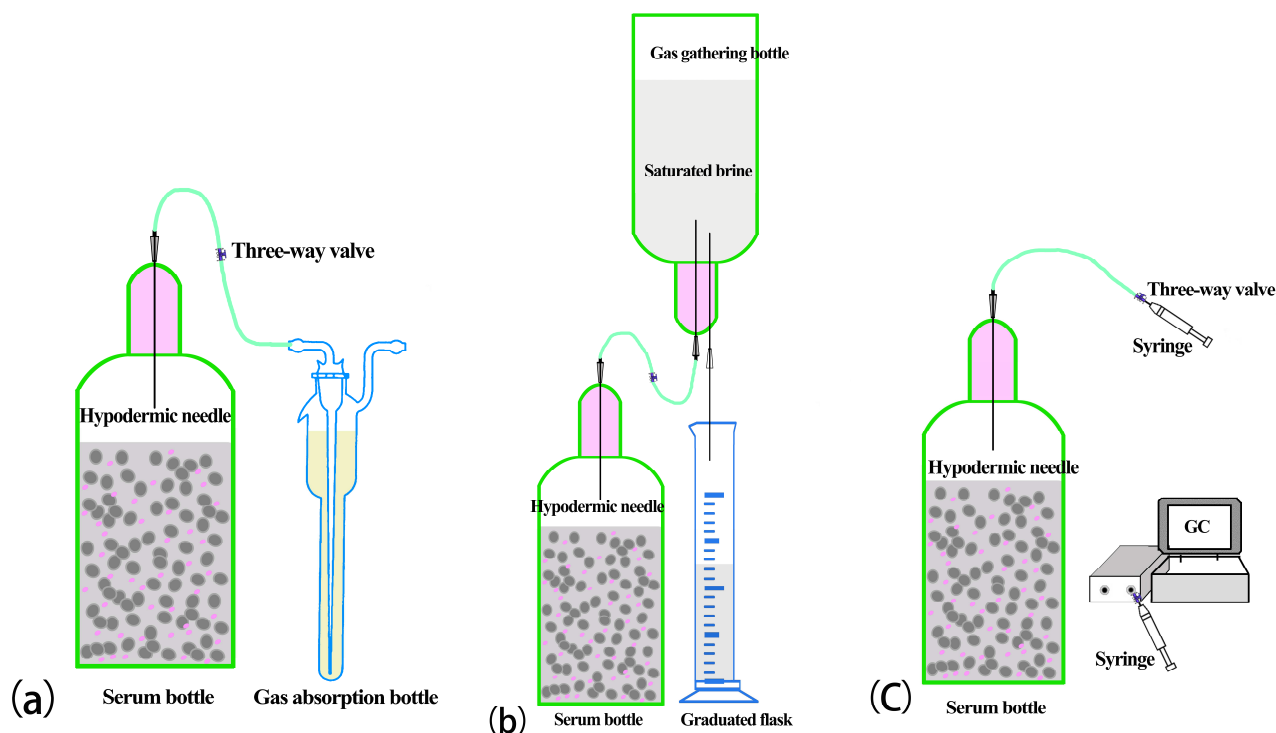 Three-way valve
Hypodermic needle
(a)
Serum bottle
Gas absorption bottle
Gas gathering bottle
Saturated brine
Hypodermic needle
(b)
Serum bottle
Graduated flask
Three-way valve
Syringe
Hypodermic needle
GC
Syringe
(C)
Serum bottle